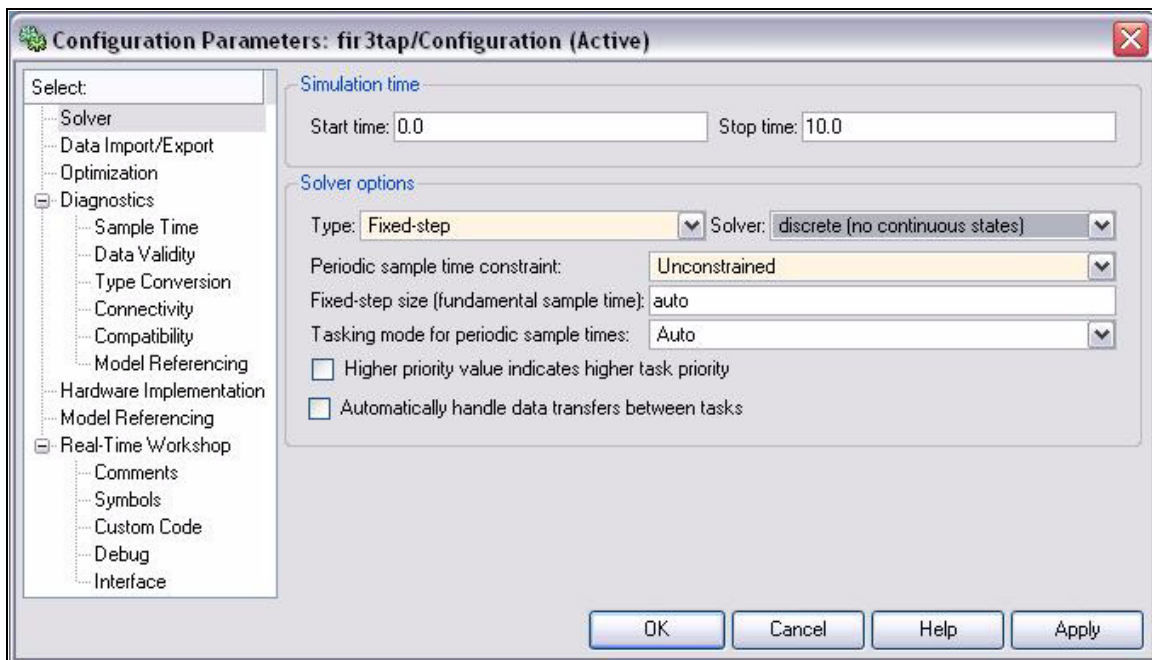 Configuration Parameters: fir3tap/Configuration (Active)
Select:
Solver
Data Import/Export
Optimization
Diagnostics
Sample Time
Data Validity
Type Conversion
Connectivity
Compatibility
Model Referencing
Hardware Implementation
Model Referencing
Real-Time Workshop
Comments
Symbols
Custom Code
Debug
Interface
Simulation time
Start time: 0.0 Stop time: 10.0
Solver options
Type: Fixed-step Solver: discrete (no continuous states)
Periodic sample time constraint: Unconstrained
Fixed-step size (fundamental sample time): auto
Tasking mode for periodic sample times: Auto
Higher priority value indicates higher task priority
Automatically handle data transfers between tasks
OK Cancel Help Apply